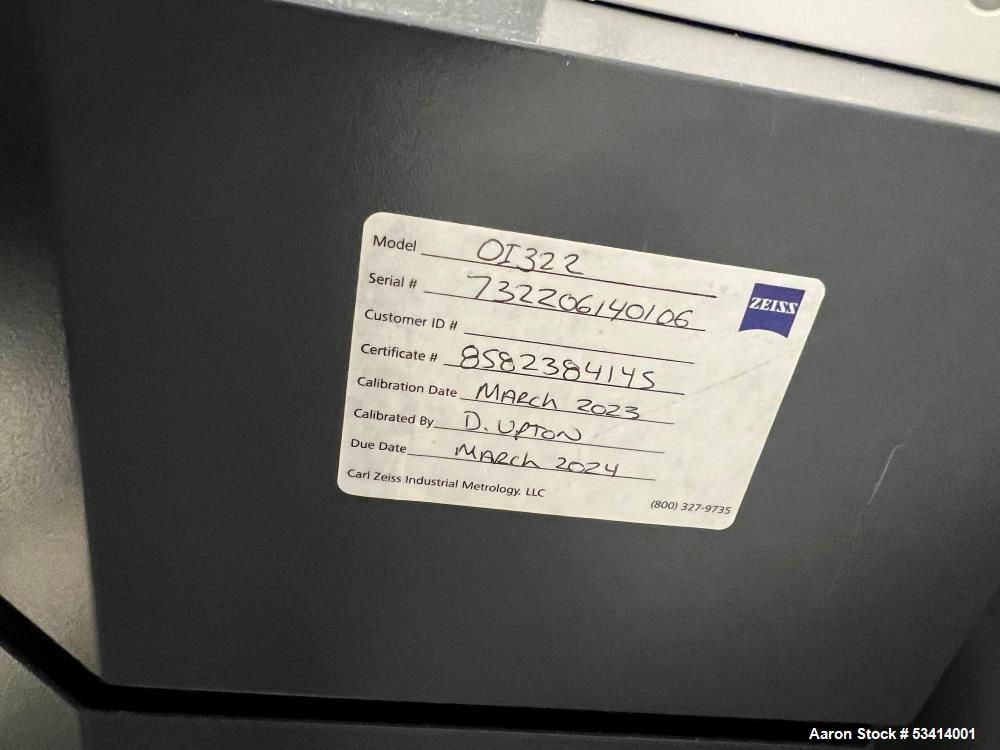 Model OI322
ZEISS
Serial # 732206140106
Customer ID #
Certificate # 8582384145
Calibration Date MARCH 2023
Calibrated By D. UPTON
Due Date MARCH 2024
Carl Zeiss Industrial Metrology, LLC
(800) 327-9735
Aaron Stock # 53414001